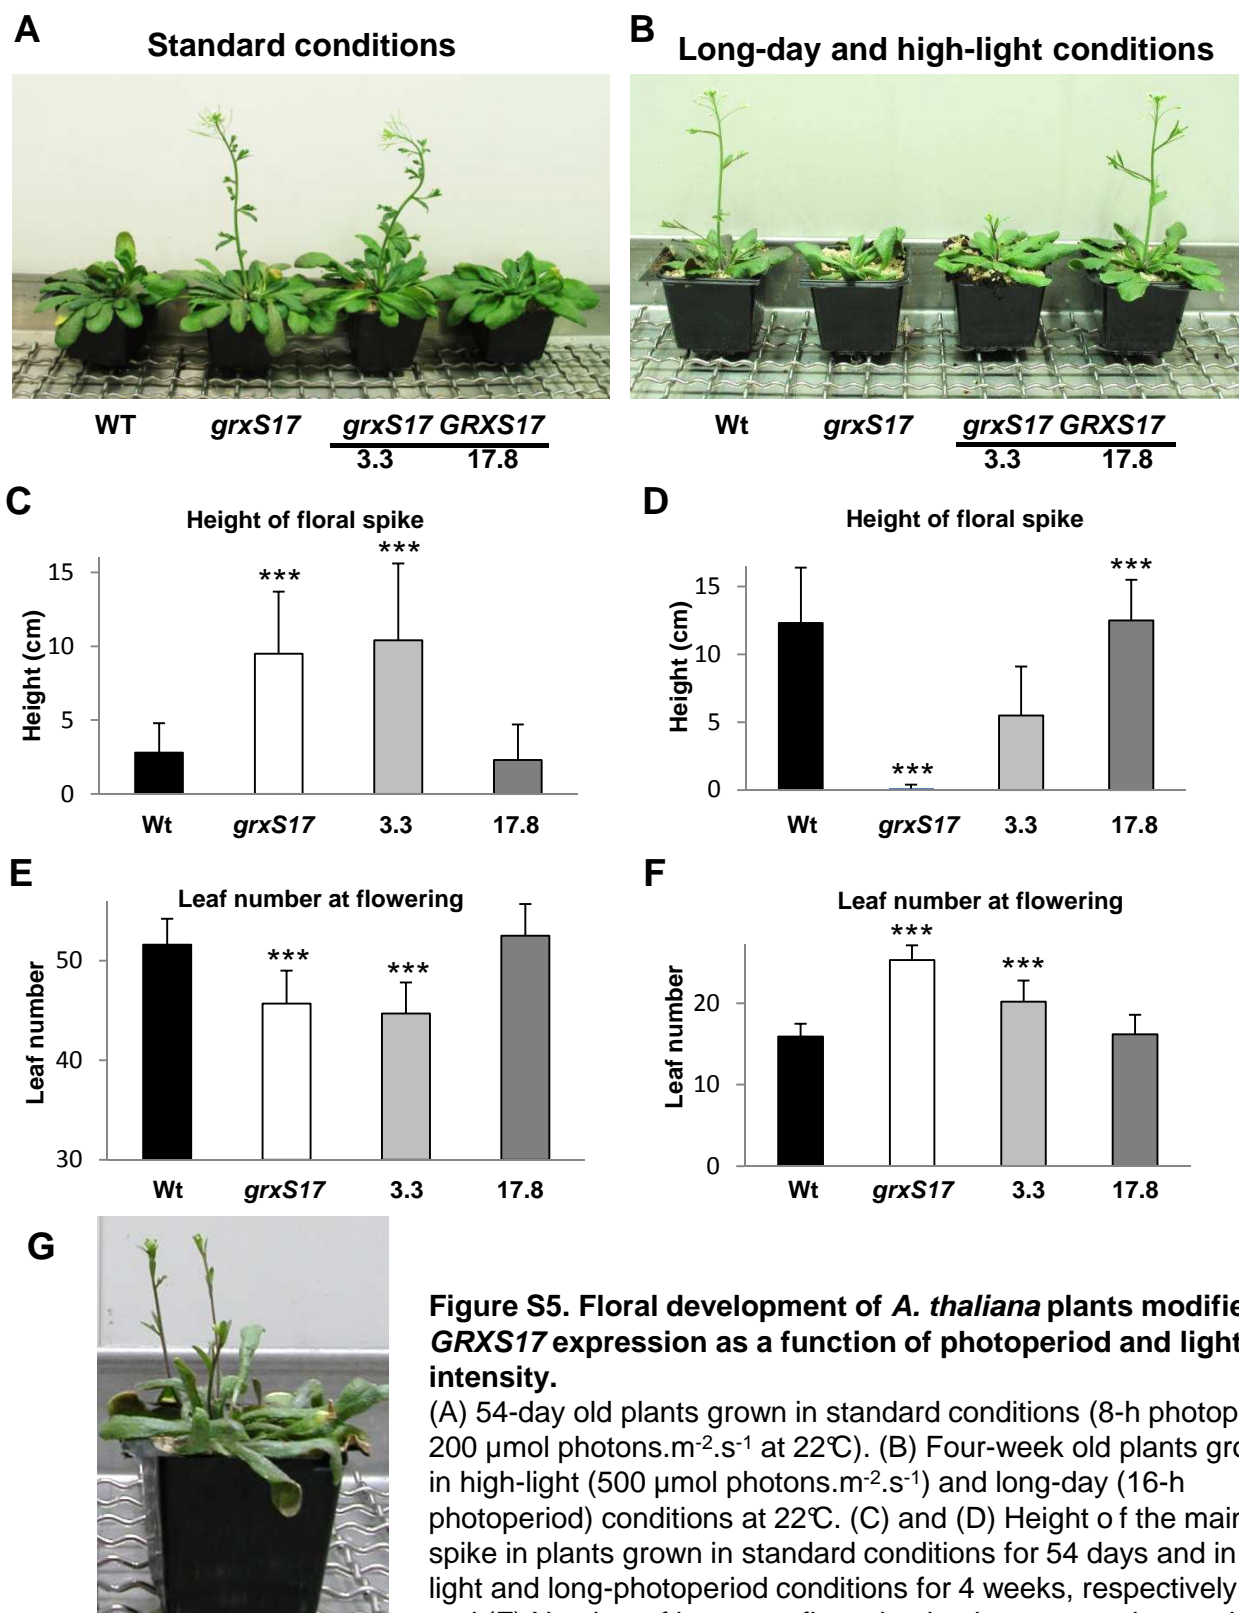 A
Standard conditions
B
Long-day and high-light conditions
WT grxS17 grxS17 GRXS17
3.3 17.8
Wt grxS17 grxS17 GRXS17
3.3 17.8
C
Height of floral spike
***
***
Height (cm)
15
10
5
0
Wt grxS17 3.3 17.8
D
Height of floral spike
***
***
Height (cm)
15
10
5
0
Wt grxS17 3.3 17.8
E
Leaf number at flowering
***
***
Leaf number
50
40
30
Wt grxS17 3.3 17.8
F
Leaf number at flowering
***
***
Leaf number
20
10
0
Wt grxS17 3.3 17.8
G
Figure S5. Floral development of A. thaliana plants modifie
GRXS17 expression as a function of photoperiod and light
intensity.
(A) 54-day old plants grown in standard conditions (8-h photop
200 µmol photons.m-2.s-1 at 22°C). (B) Four-week old plants gro
in high-light (500 µmol photons.m-2.s-1) and long-day (16-h
photoperiod) conditions at 22°C. (C) and (D) Height o f the main
spike in plants grown in standard conditions for 54 days and in
light and long-photoperiod conditions for 4 weeks, respectively.